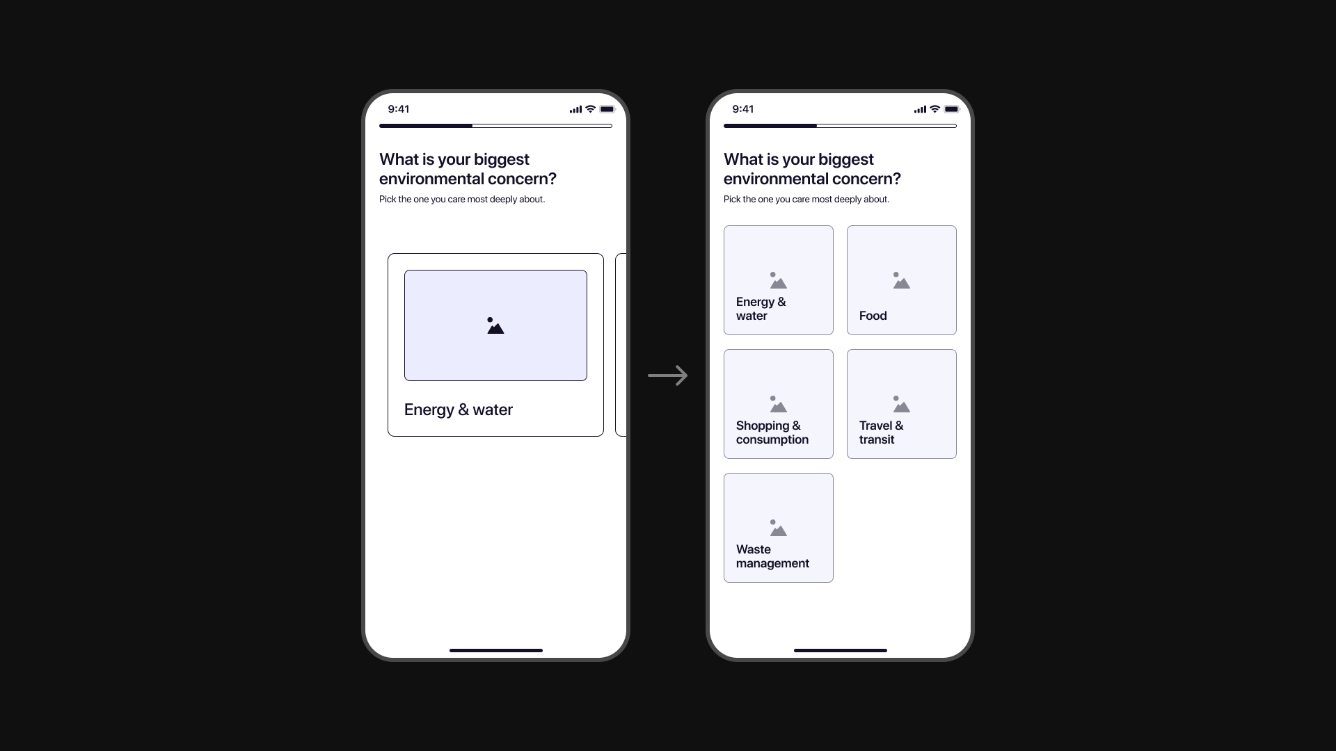 9:41
What is your biggest
environmental concern?
Pick the one you care most deeply about.
Energy & water
9:41
What is your biggest
environmental concern?
Pick the one you care most deeply about.
Energy &
water
Food
Shopping &
consumption
Travel &
transit
Waste
management